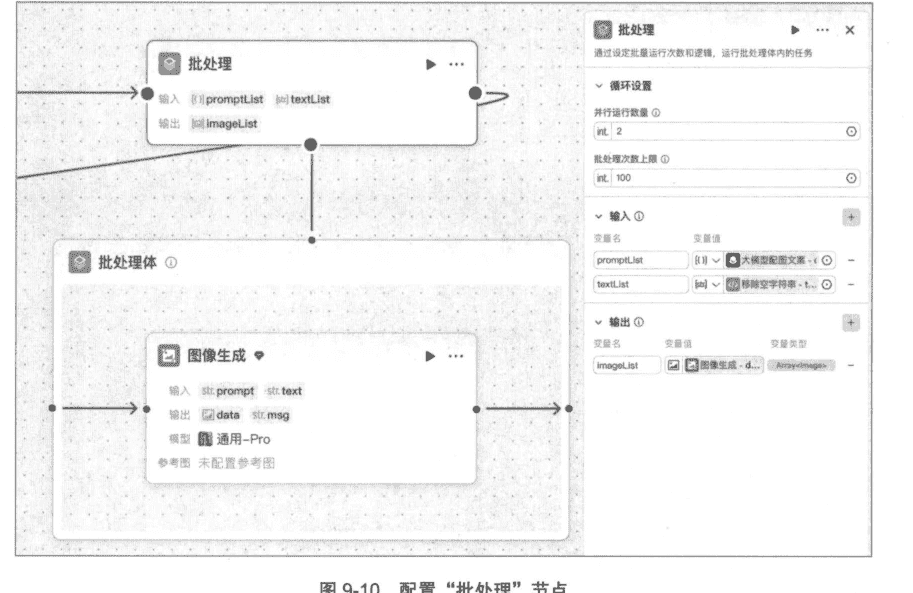 批处理
输入 [{}] promptList [str] textList
输出 imageList
批处理体
图像生成
输入 str. prompt str. text
输出 data str. msg
模型 通用-Pro
参考图 未配置参考图
批处理
通过设定批量运行次数和逻辑，运行批处理体内的任务
循环设置
并行运行数量
int. 2
批处理次数上限
int. 100
输入
变量名 变量值
promptList [{}] 大模型配图文案 -
textList 移除空字符串 - t...
输出
变量名 变量值 变量类型
imageList 图像生成 - d... Array<Image>
图 9-10 配置“批处理”节点